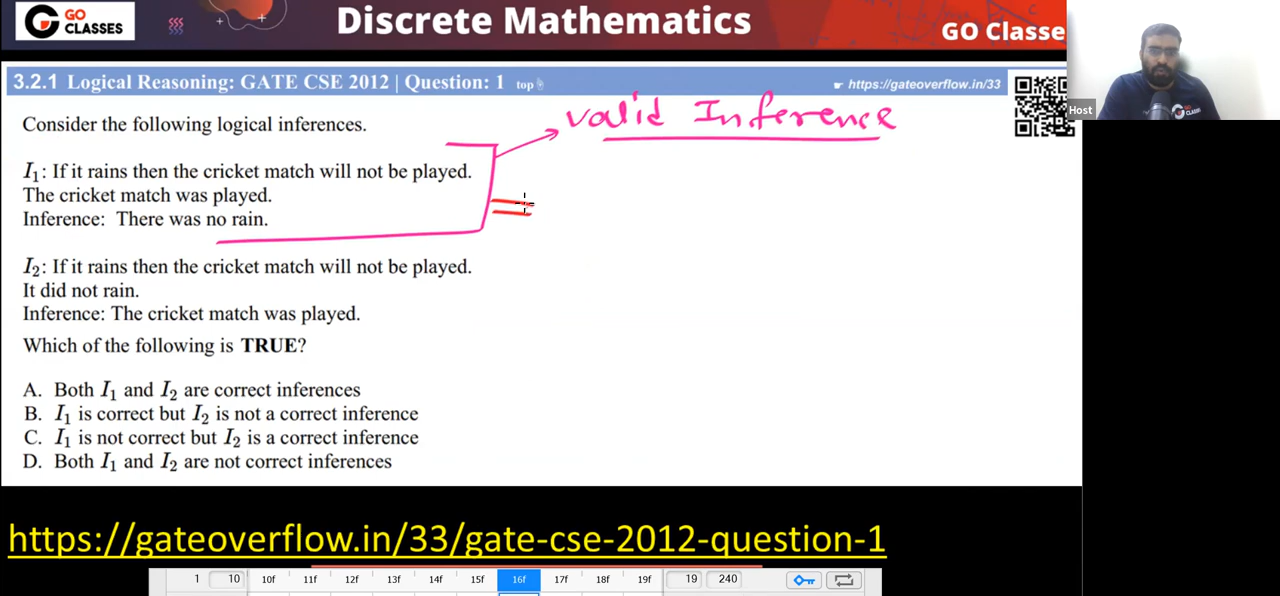 GO
CLASSES
Discrete Mathematics
GO Classe
3.2.1 Logical Reasoning: GATE CSE 2012 | Question: 1 top
https://gateoverflow.in/33
Host
valid Inference
Consider the following logical inferences.
I₁: If it rains then the cricket match will not be played.
The cricket match was played.
Inference: There was no rain.
I₂: If it rains then the cricket match will not be played.
It did not rain.
Inference: The cricket match was played.
Which of the following is TRUE?
A. Both I₁ and I₂ are correct inferences
B. I₁ is correct but I₂ is not a correct inference
C. I₁ is not correct but I₂ is a correct inference
D. Both I₁ and I₂ are not correct inferences
https://gateoverflow.in/33/gate-cse-2012-question-1
1 10 10f 11f 12f 13f 14f 15f 16f 17f 18f 19f 19 240